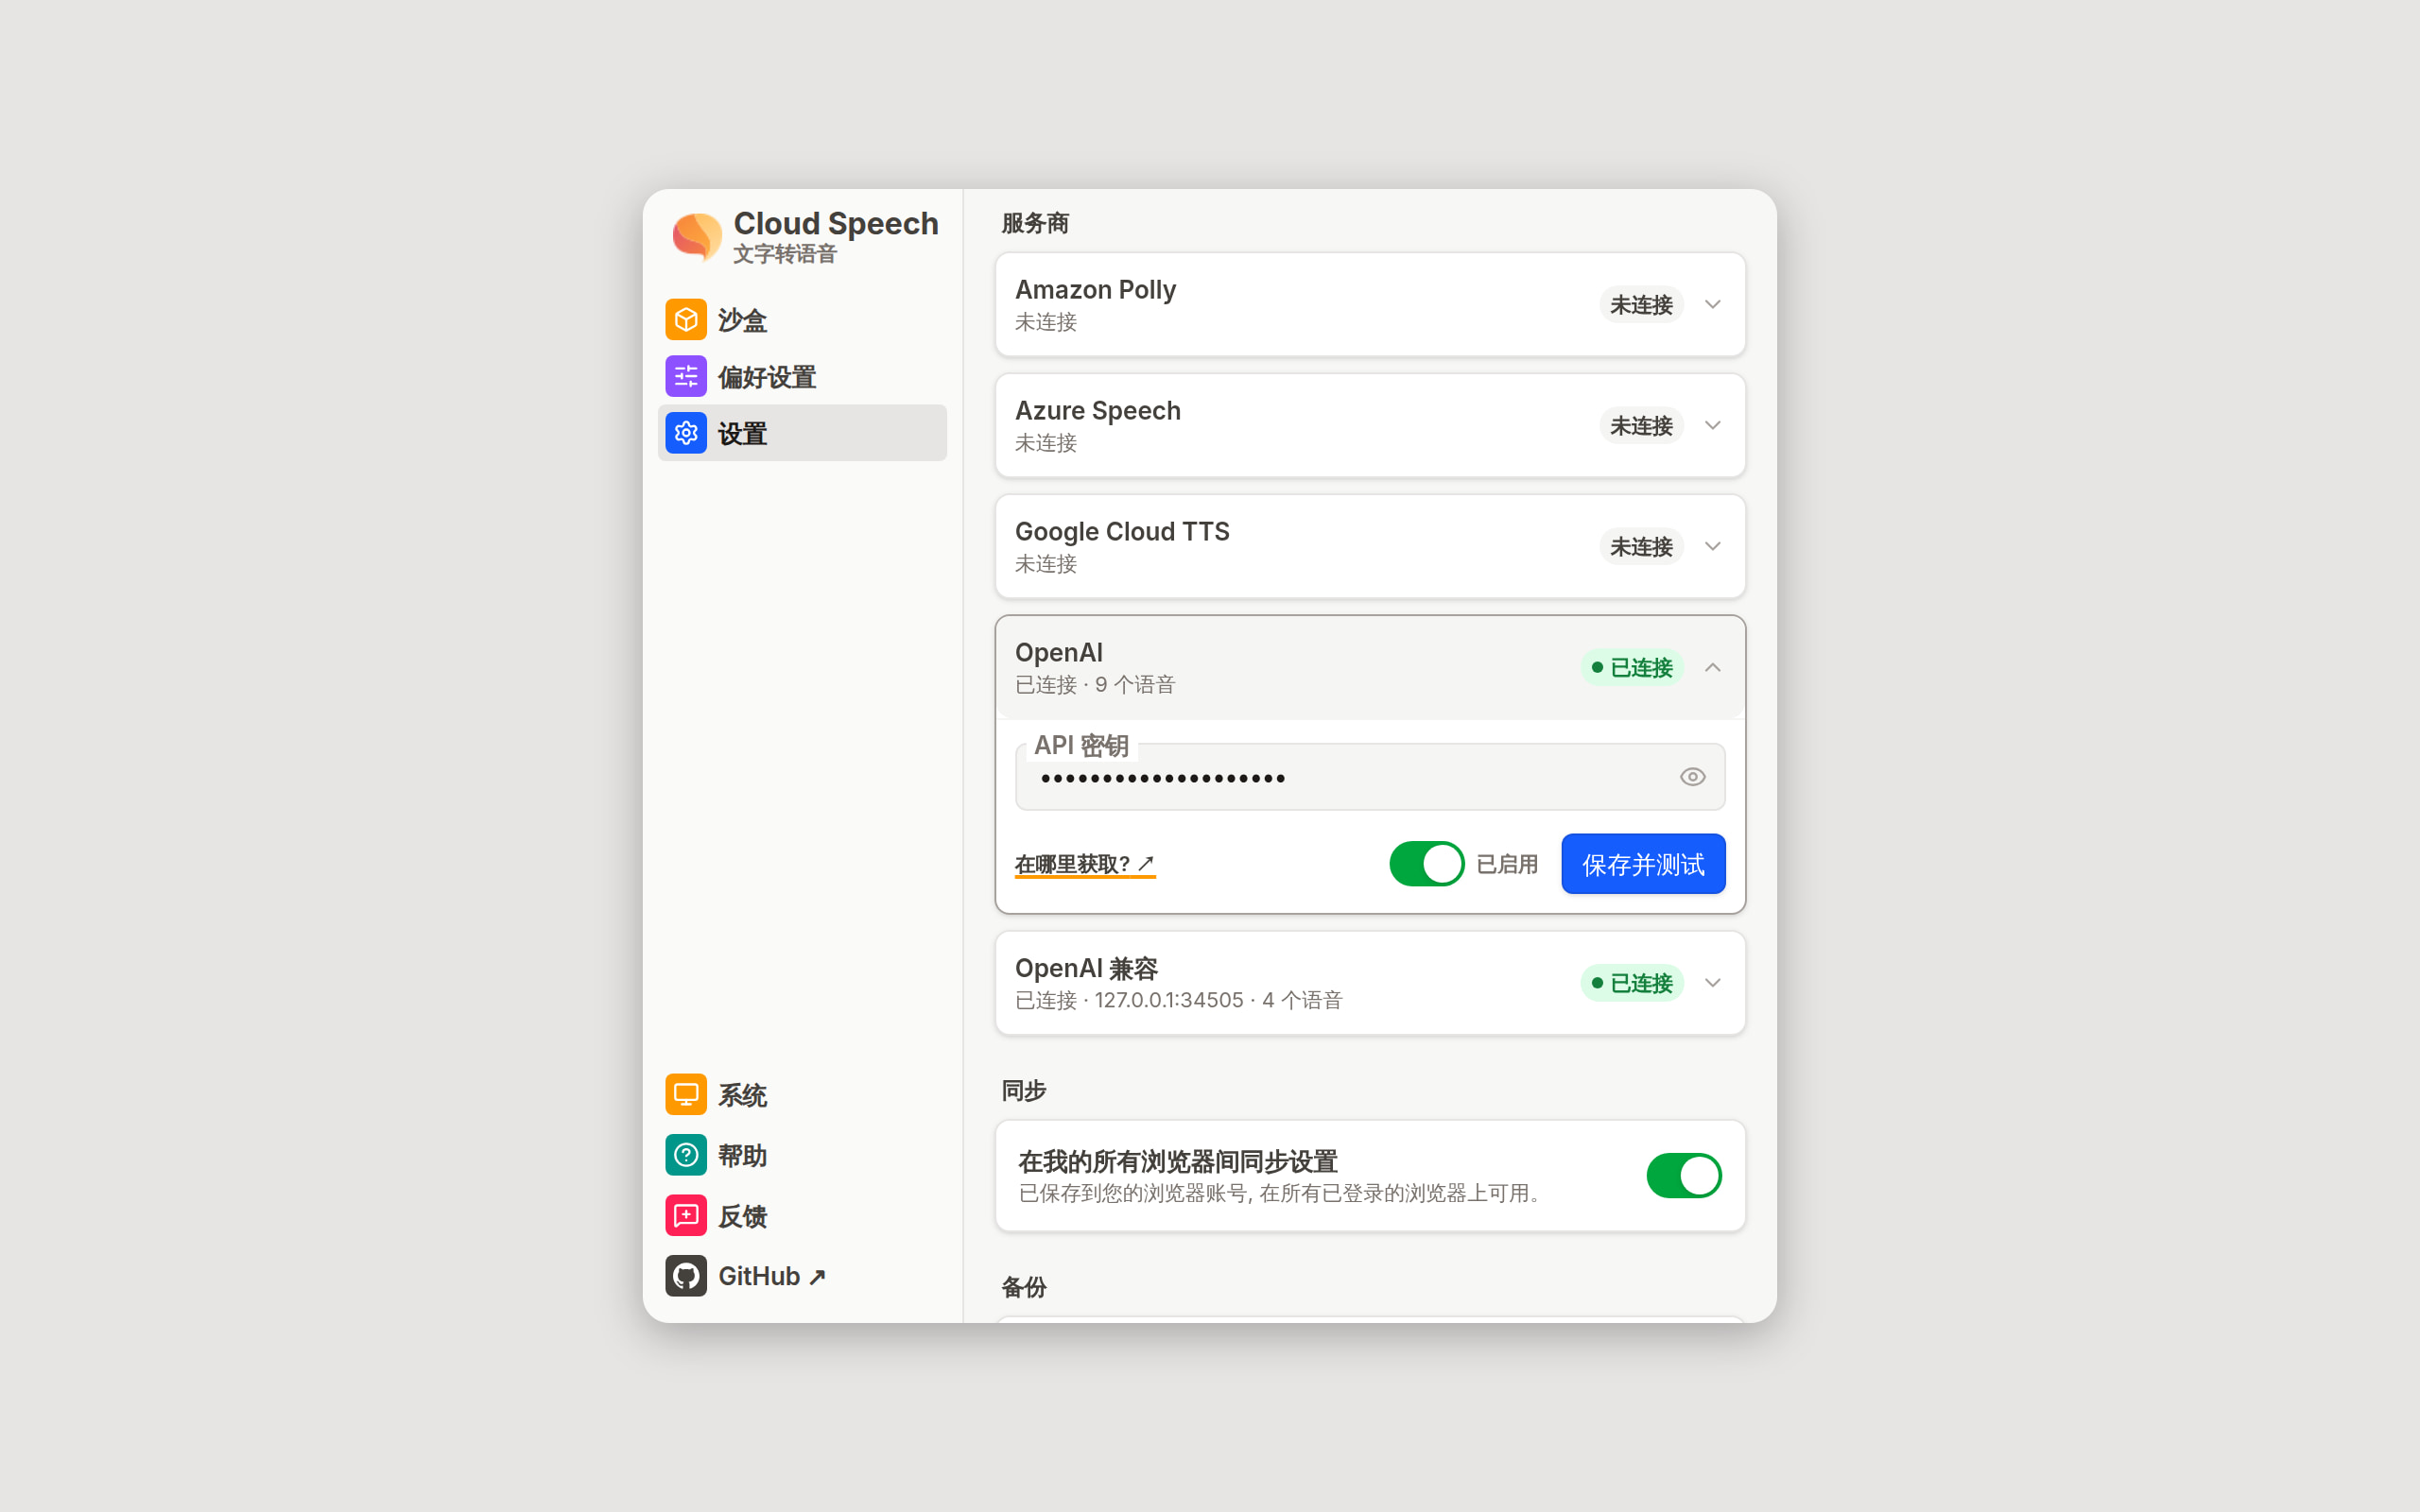 Cloud Speech
文字转语音
沙盒
偏好设置
设置
系统
帮助
反馈
GitHub ↗
服务商
Amazon Polly
未连接
未连接
Azure Speech
未连接
未连接
Google Cloud TTS
未连接
未连接
OpenAI
已连接 · 9 个语音
已连接
API 密钥
••••••••••••••••••••
在哪里获取? ↗
已启用
保存并测试
OpenAI 兼容
已连接 · 127.0.0.1:34505 · 4 个语音
已连接
同步
在我的所有浏览器间同步设置
已保存到您的浏览器账号, 在所有已登录的浏览器上可用。
备份